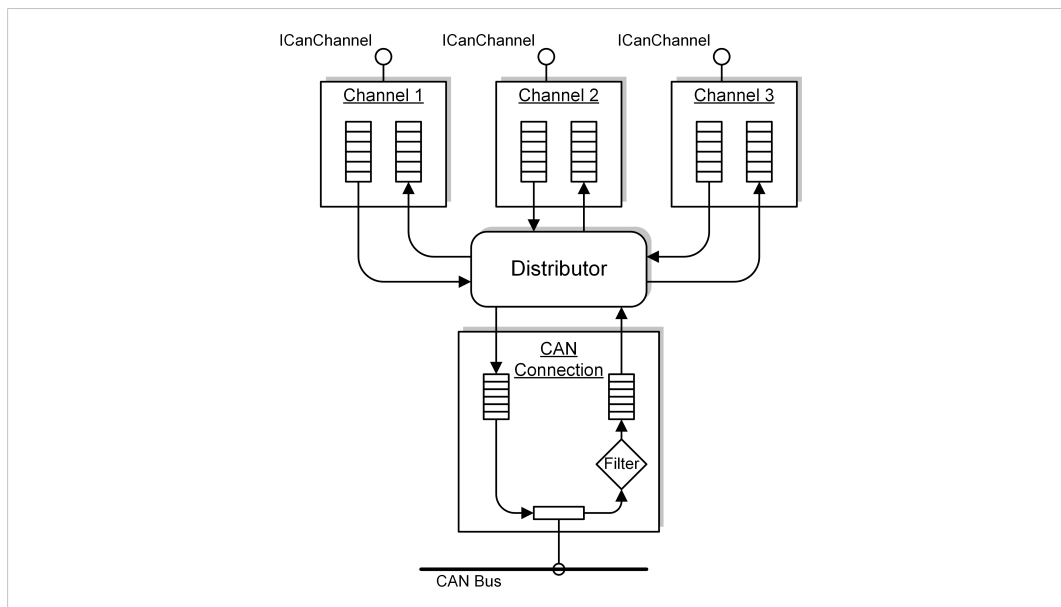 ICanChannel
ICanChannel
ICanChannel
Channel 1
Channel 2
Channel 3
Distributor
CAN
Connection
Filter
CAN Bus